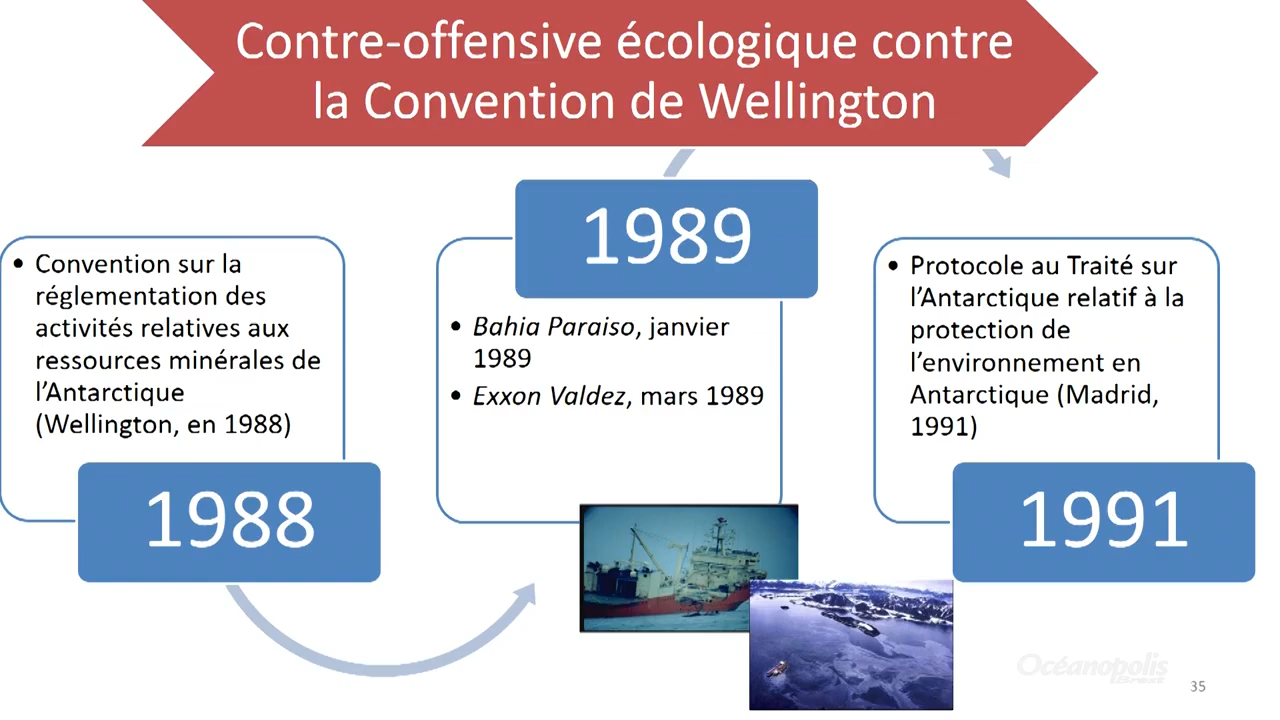 Contre-offensive écologique contre
la Convention de Wellington
• Convention sur la
réglementation des
activités relatives aux
ressources minérales de
l'Antarctique
(Wellington, en 1988)
1988
1989
• Bahia Paraiso, janvier
1989
• Exxon Valdez, mars 1989
• Protocole au Traité sur
l'Antarctique relatif à la
protection de
l'environnement en
Antarctique (Madrid,
1991)
1991
Océanopolis
Brest
35